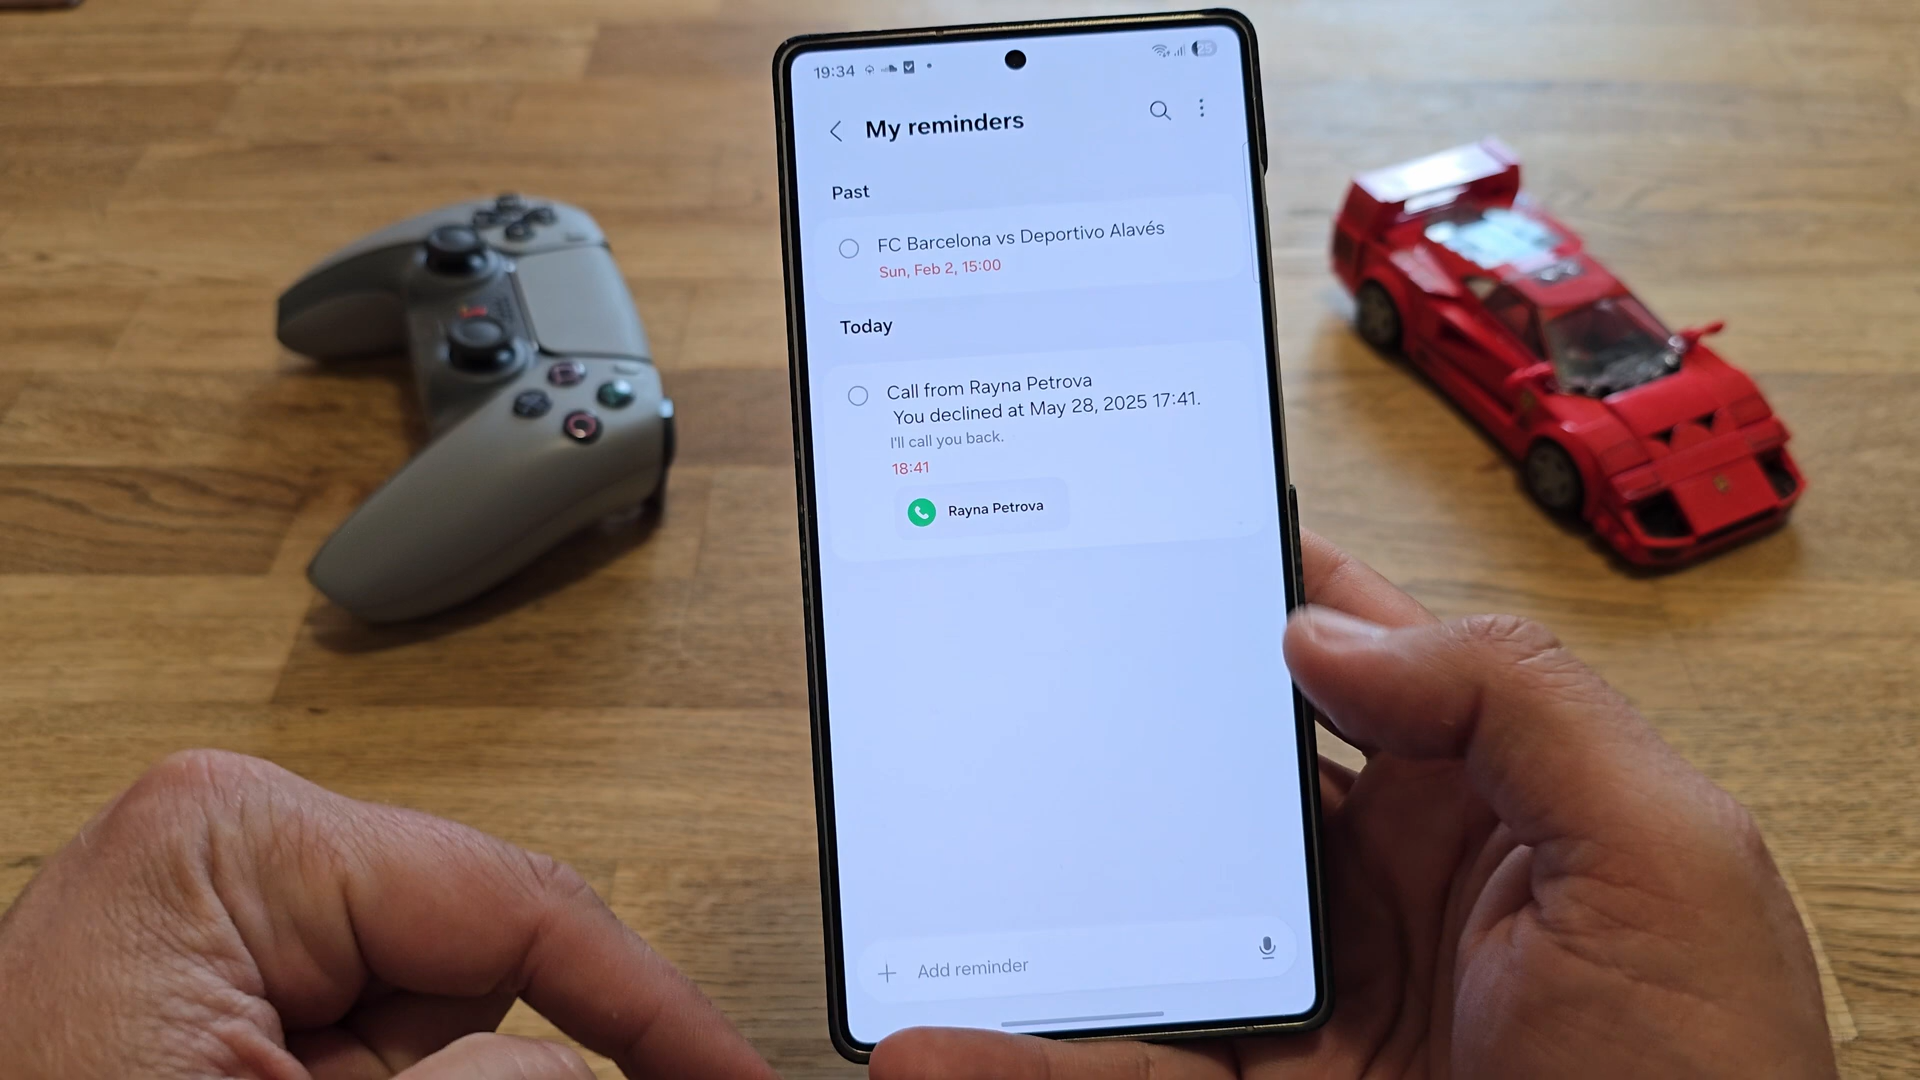 19:34
25
My reminders
Past
FC Barcelona vs Deportivo Alavés
Sun, Feb 2, 15:00
Today
Call from Rayna Petrova
You declined at May 28, 2025 17:41.
I'll call you back.
18:41
Rayna Petrova
Add reminder